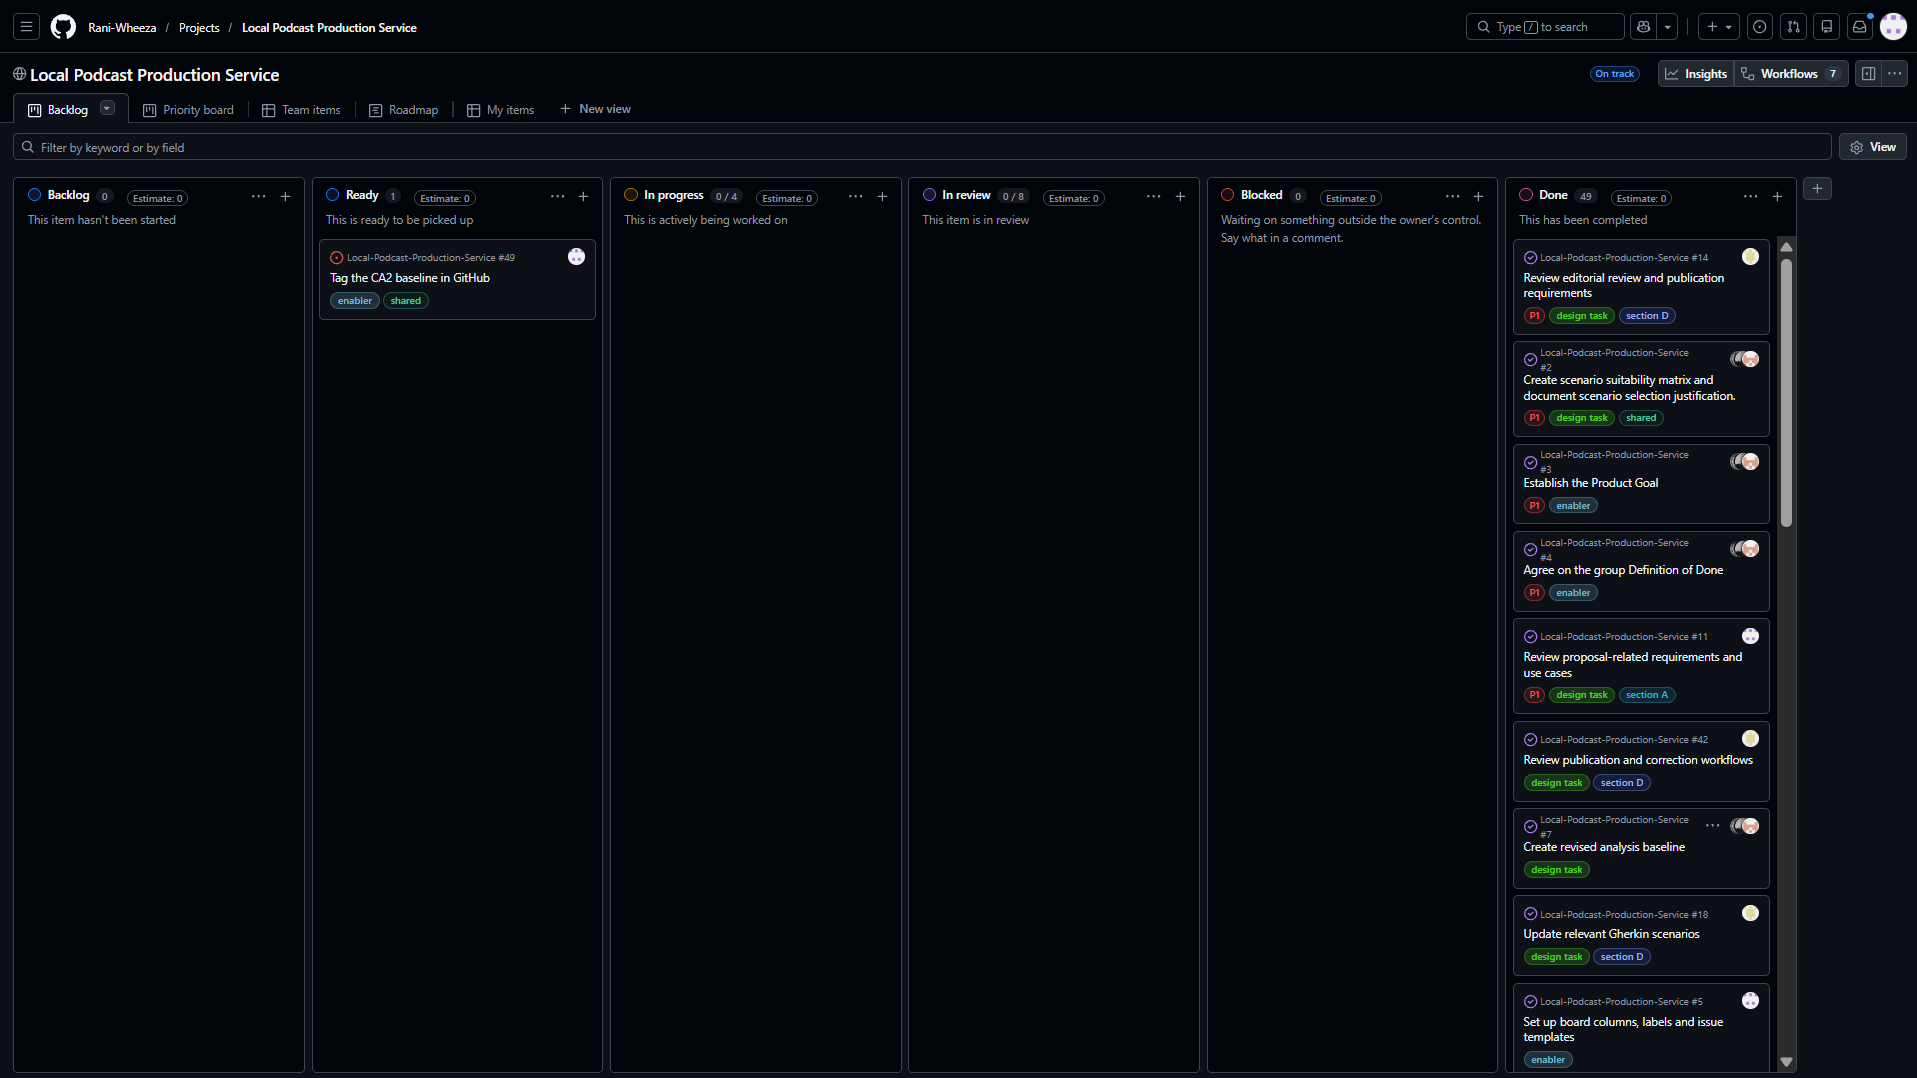 Rani-Wheeza / Projects / Local Podcast Production Service
Type / to search
Local Podcast Production Service
On track
Insights
Workflows 7
Backlog
Priority board
Team items
Roadmap
My items
New view
Filter by keyword or by field
View
Backlog 0 Estimate: 0
This item hasn't been started
Ready 1 Estimate: 0
This is ready to be picked up
Local-Podcast-Production-Service #49
Tag the CA2 baseline in GitHub
enabler shared
In progress 0 / 4 Estimate: 0
This is actively being worked on
In review 0 / 8 Estimate: 0
This item is in review
Blocked 0 Estimate: 0
Waiting on something outside the owner's control.
Say what in a comment.
Done 49 Estimate: 0
This has been completed
Local-Podcast-Production-Service #14
Review editorial review and publication
requirements
P1 design task section D
Local-Podcast-Production-Service
#2
Create scenario suitability matrix and
document scenario selection justification.
P1 design task shared
Local-Podcast-Production-Service
#3
Establish the Product Goal
P1 enabler
Local-Podcast-Production-Service
#4
Agree on the group Definition of Done
P1 enabler
Local-Podcast-Production-Service #11
Review proposal-related requirements and
use cases
P1 design task section A
Local-Podcast-Production-Service #42
Review publication and correction workflows
design task section D
Local-Podcast-Production-Service
#7
Create revised analysis baseline
design task
Local-Podcast-Production-Service #18
Update relevant Gherkin scenarios
design task section D
Local-Podcast-Production-Service #5
Set up board columns, labels and issue
templates
enabler